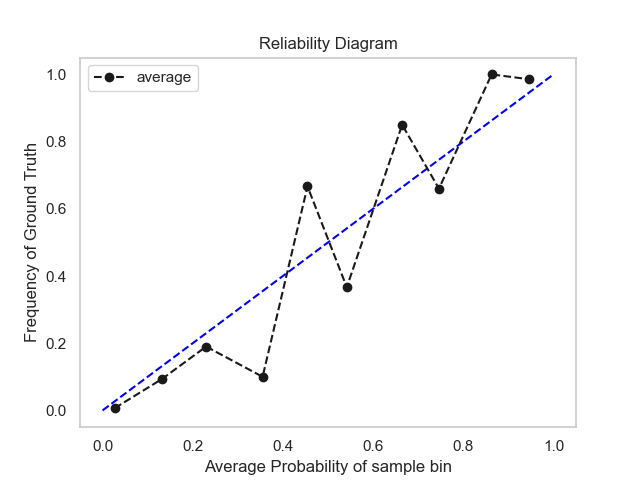 Reliability Diagram
average
1.0
0.8
0.6
0.4
0.2
0.0
Frequency of Ground Truth
0.0 0.2 0.4 0.6 0.8 1.0
Average Probability of sample bin